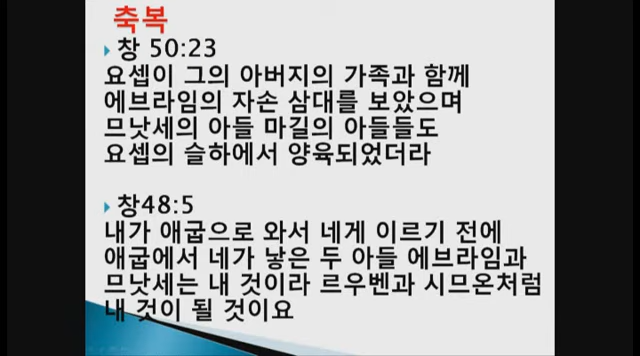 축복
창 50:23
요셉이 그의 아버지의 가족과 함께
에브라임의 자손 삼대를 보았으며
므낫세의 아들 마길의 아들들도
요셉의 슬하에서 양육되었더라
창48:5
내가 애굽으로 와서 네게 이르기 전에
애굽에서 네가 낳은 두 아들 에브라임과
므낫세는 내 것이라 르우벤과 시므온처럼
내 것이 될 것이요